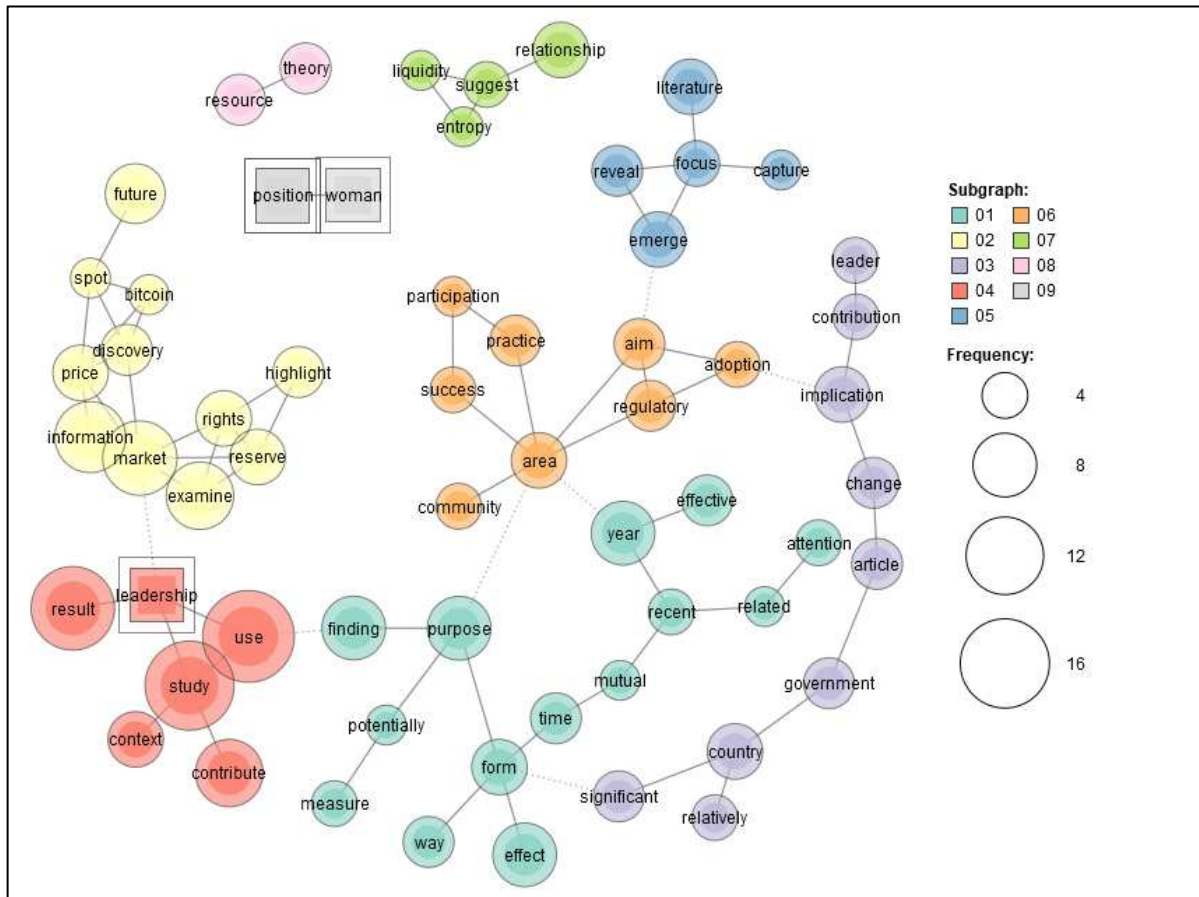 relationship
theory
liquidity
suggest
resource
literature
entropy
focus
reveal
capture
position
woman
future
emerge
leader
spot
bitcoin
participation
contribution
practice
aim
discovery
adoption
price
highlight
success
regulatory
implication
rights
information
market
reserve
area
change
examine
community
effective
year
attention
article
leadership
result
recent
related
use
finding
purpose
study
mutual
government
potentially
time
context
country
contribute
form
significant
measure
relatively
way
effect
Subgraph:
01
06
02
07
03
08
04
09
05
Frequency:
4
8
12
16